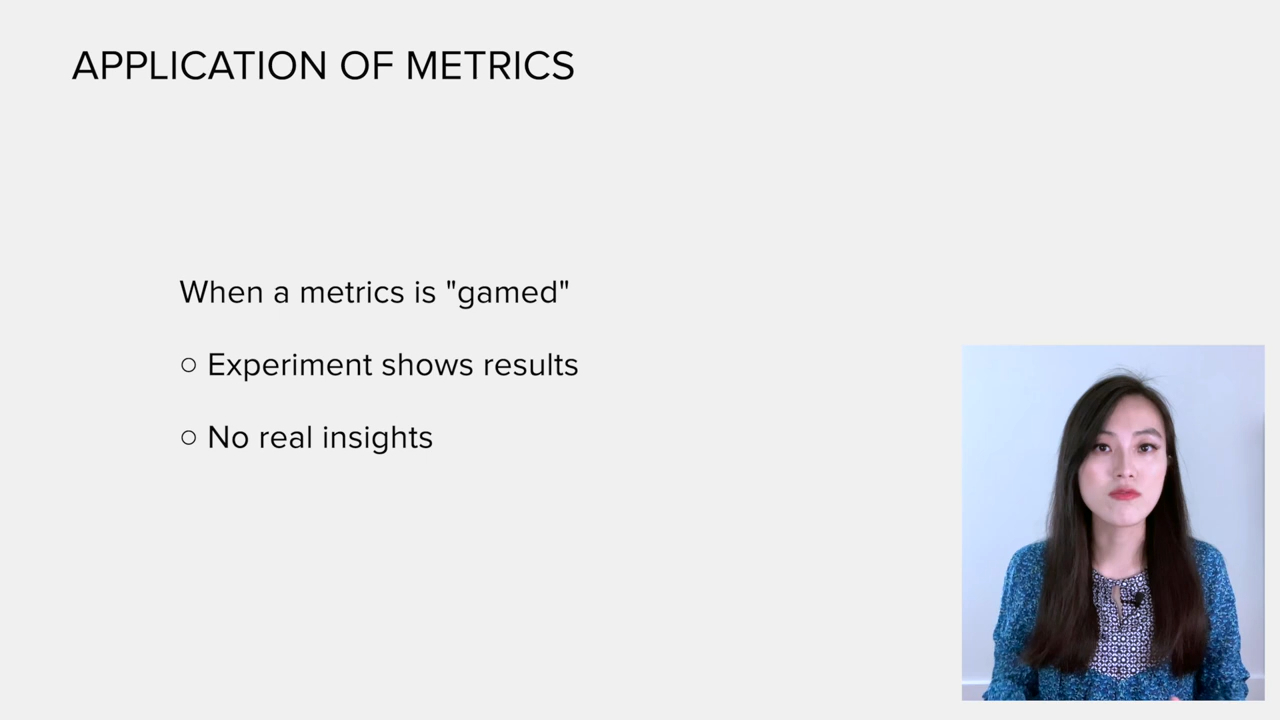 APPLICATION OF METRICS
When a metrics is "gamed"
○ Experiment shows results
○ No real insights